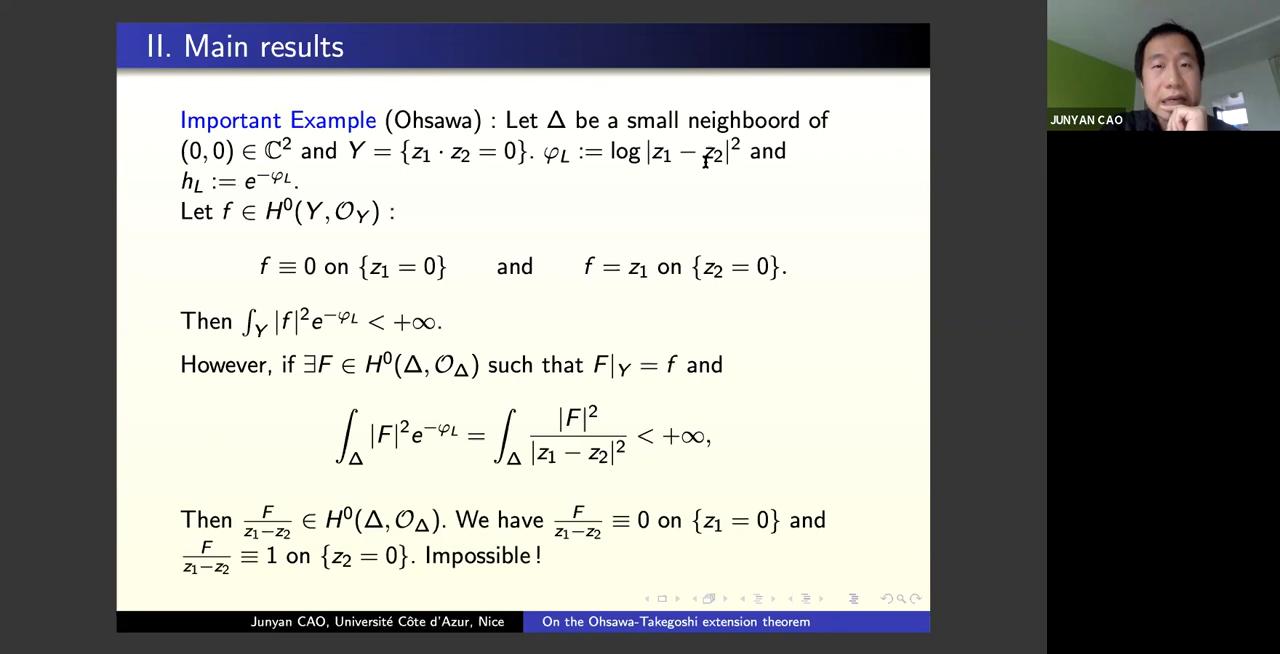 II. Main results
Important Example (Ohsawa) : Let Δ be a small neighboord of
(0, 0) ∈ ℂ² and Y = {z₁ · z₂ = 0}. φ_L := log |z₁ − z₂|² and
h_L := e^{−φ_L}.
Let f ∈ H⁰(Y, 𝒪_Y) :
f ≡ 0 on {z₁ = 0} and f = z₁ on {z₂ = 0}.
Then ∫_Y |f|²e^{−φ_L} < +∞.
However, if ∃F ∈ H⁰(Δ, 𝒪_Δ) such that F|_Y = f and
∫_Δ |F|²e^{−φ_L} = ∫_Δ |F|²/|z₁ − z₂|² < +∞,
Then F/(z₁−z₂) ∈ H⁰(Δ, 𝒪_Δ). We have F/(z₁−z₂) ≡ 0 on {z₁ = 0} and
F/(z₁−z₂) ≡ 1 on {z₂ = 0}. Impossible !
Junyan CAO, Université Côte d'Azur, Nice
On the Ohsawa-Takegoshi extension theorem
JUNYAN CAO